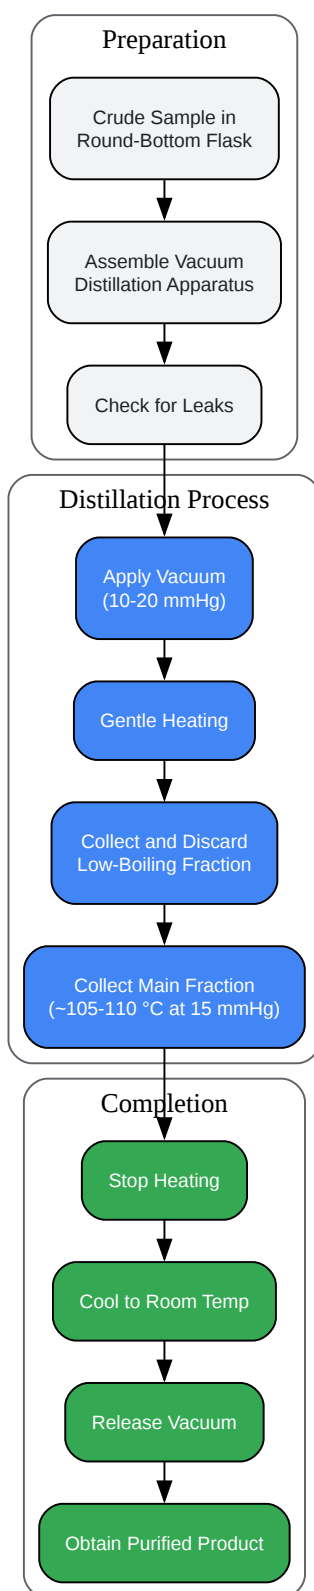 Preparation
Crude Sample in
Round-Bottom Flask
Assemble Vacuum
Distillation Apparatus
Check for Leaks
Distillation Process
Apply Vacuum
(10-20 mmHg)
Gentle Heating
Collect and Discard
Low-Boiling Fraction
Collect Main Fraction
(~105-110 °C at 15 mmHg)
Completion
Stop Heating
Cool to Room Temp
Release Vacuum
Obtain Purified Product